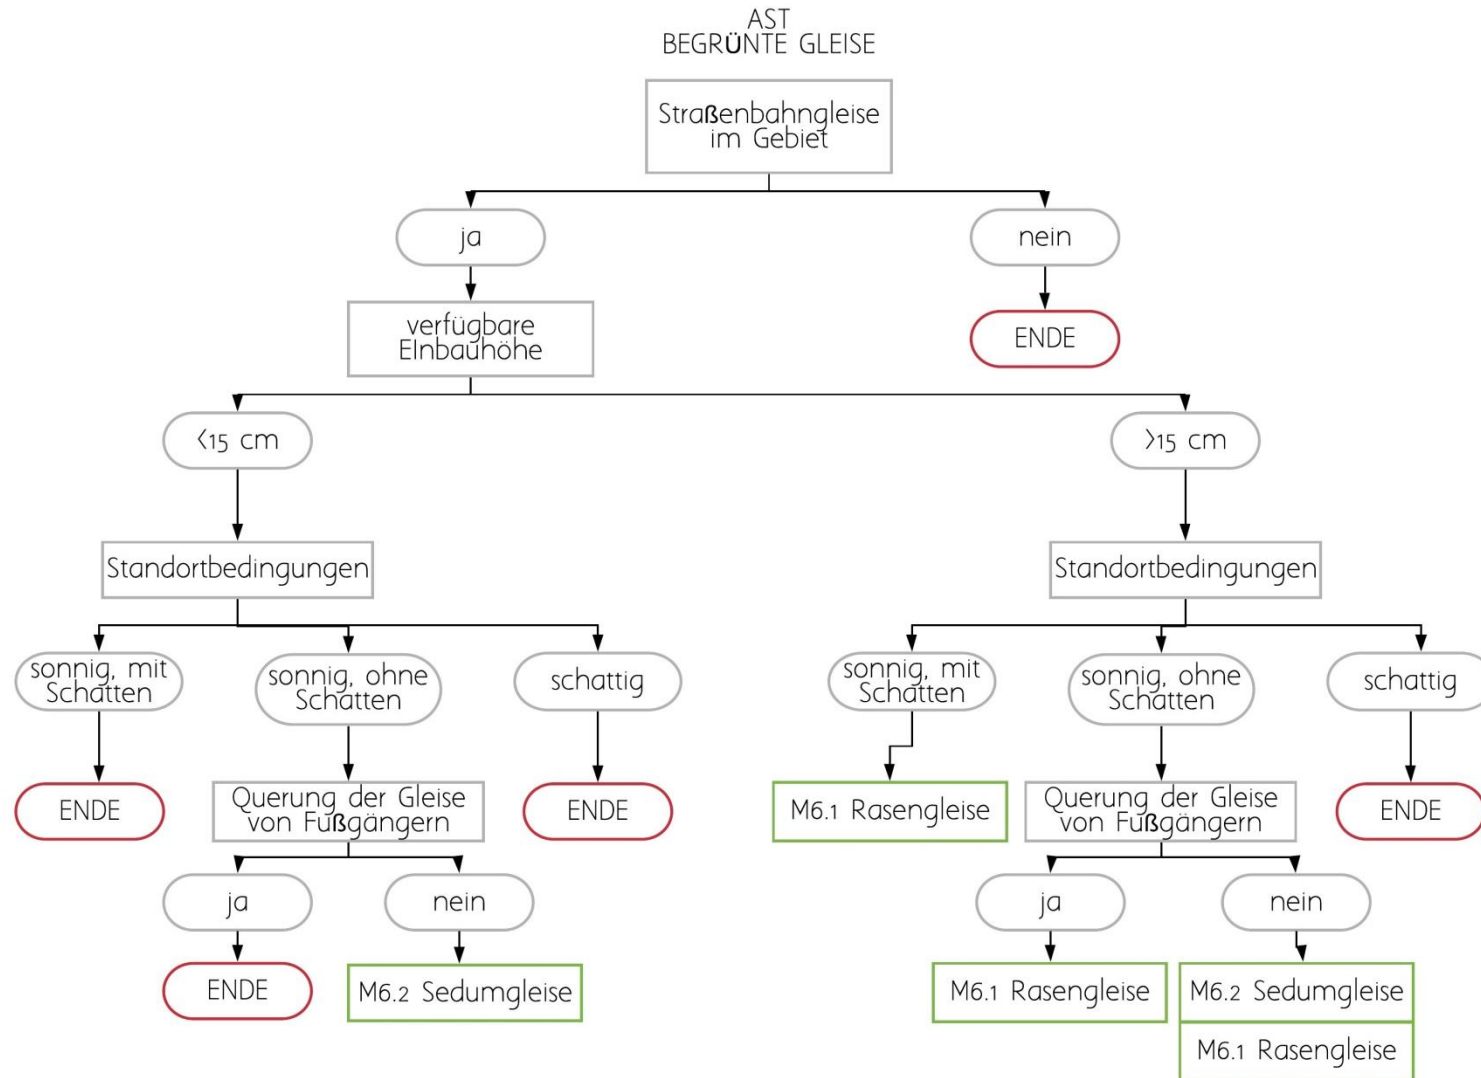 AST
BEGRÜNTE GLEISE
Straßenbahngleise
im Gebiet
ja
nein
verfügbare
EInbauhöhe
ENDE
<15 cm
>15 cm
Standortbedingungen
Standortbedingungen
sonnig, mit
Schatten
sonnig, ohne
Schatten
schattig
sonnig, mit
Schatten
sonnig, ohne
Schatten
schattig
ENDE
Querung der Gleise
von Fußgängern
ENDE
M6.1 Rasengleise
Querung der Gleise
von Fußgängern
ENDE
ja
nein
ja
nein
ENDE
M6.2 Sedumgleise
M6.1 Rasengleise
M6.2 Sedumgleise
M6.1 Rasengleise